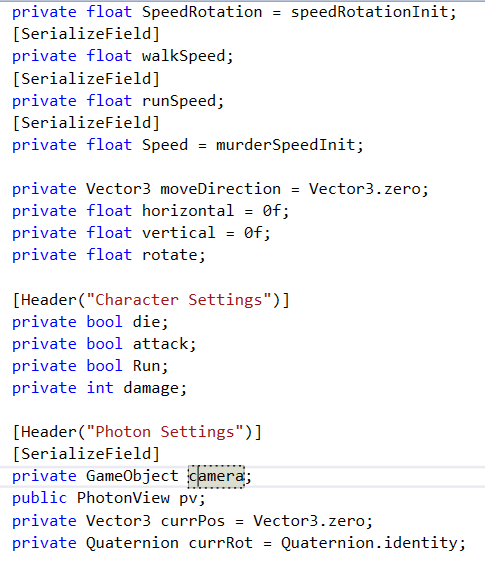 private float SpeedRotation = speedRotationInit;
[SerializeField]
private float walkSpeed;
[SerializeField]
private float runSpeed;
[SerializeField]
private float Speed = murderSpeedInit;
private Vector3 moveDirection = Vector3.zero;
private float horizontal = 0f;
private float vertical = 0f;
private float rotate;
[Header("Character Settings")]
private bool die;
private bool attack;
private bool Run;
private int damage;
[Header("Photon Settings")]
[SerializeField]
private GameObject camera;
public PhotonView pv;
private Vector3 currPos = Vector3.zero;
private Quaternion currRot = Quaternion.identity;